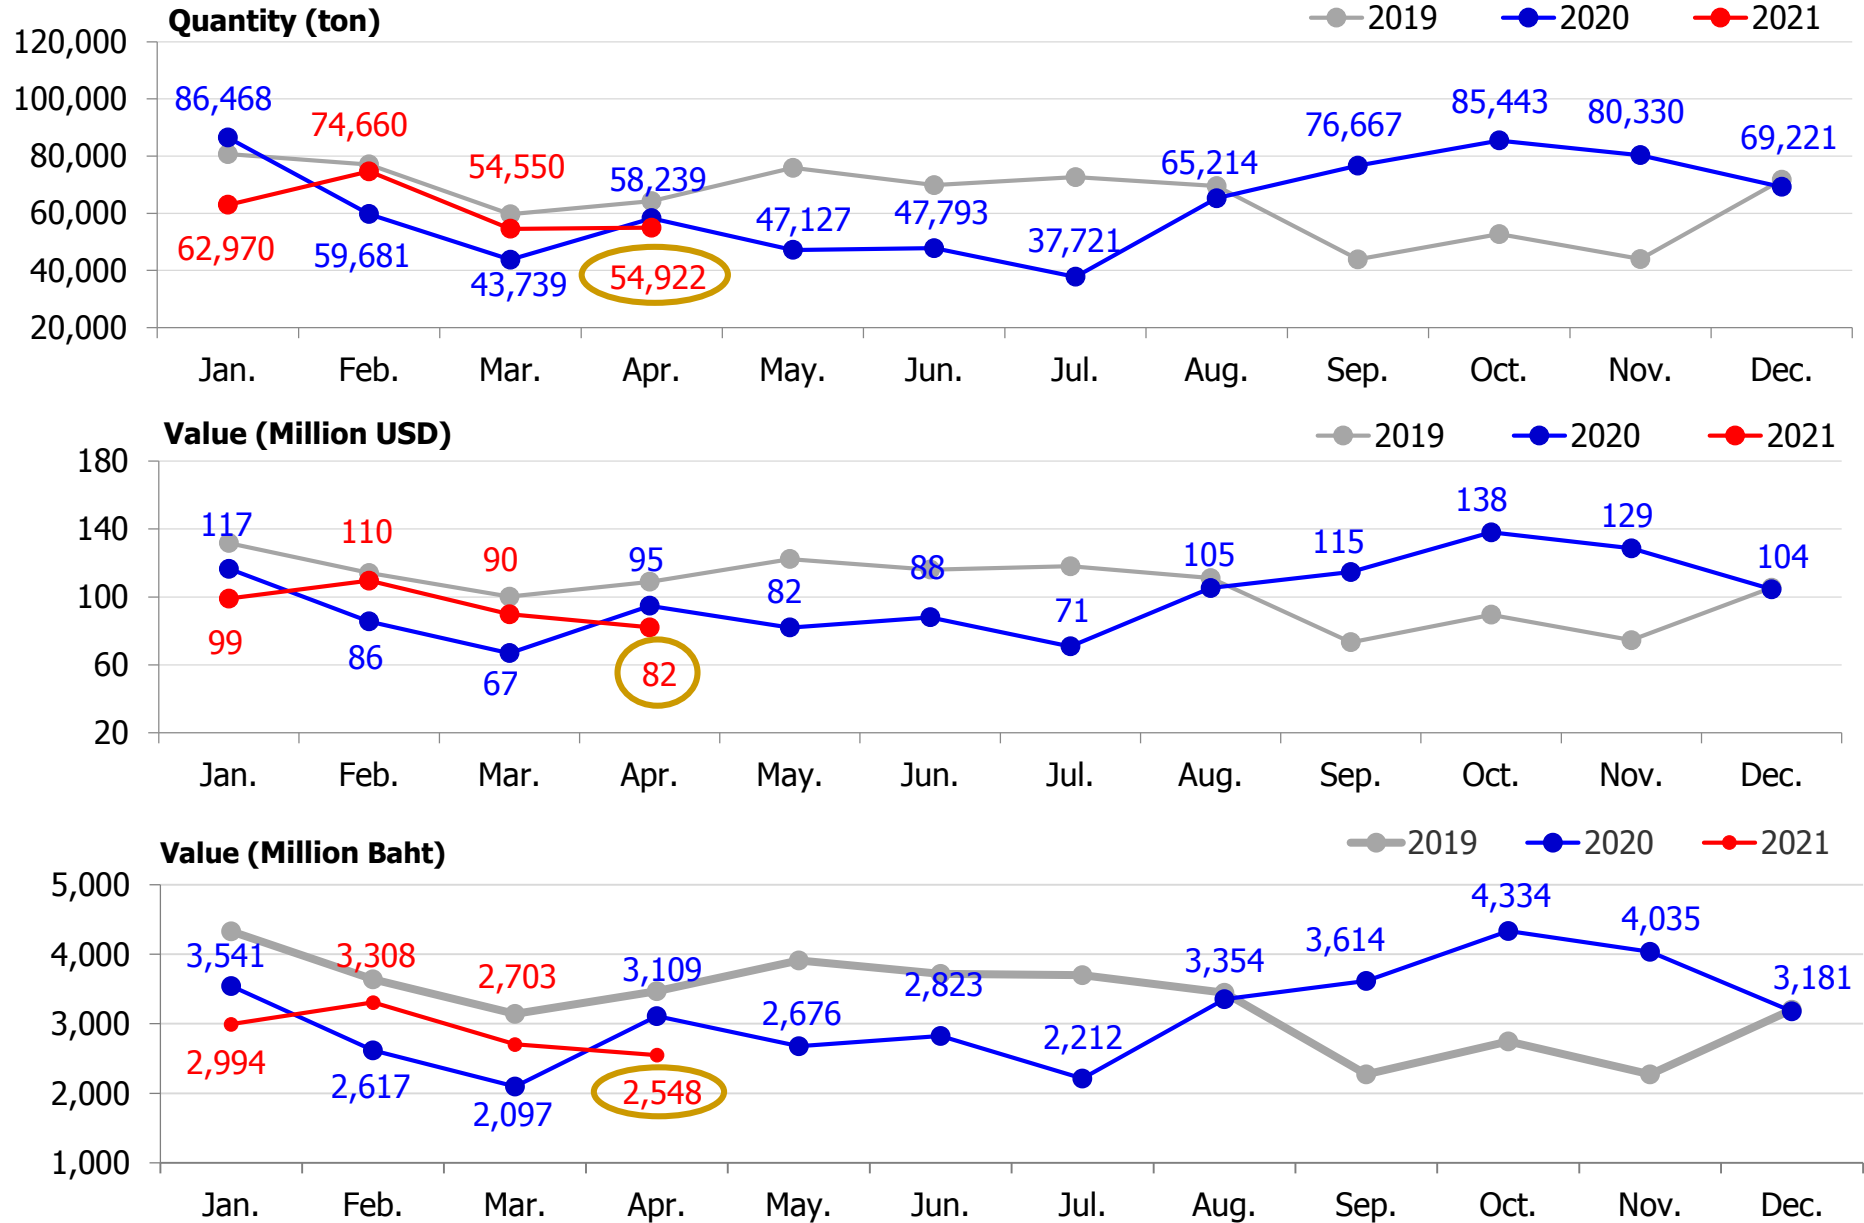 Quantity (ton)
2019 2020 2021
120,000
100,000
80,000
60,000
40,000
20,000
86,468 59,681 43,739 58,239 47,127 47,793 37,721 65,214 76,667 85,443 80,330 69,221
62,970 74,660 54,550 54,922
Jan. Feb. Mar. Apr. May. Jun. Jul. Aug. Sep. Oct. Nov. Dec.
Value (Million USD)
2019 2020 2021
180
140
100
60
20
117 86 67 95 82 88 71 105 115 138 129 104
99 110 90 82
Jan. Feb. Mar. Apr. May. Jun. Jul. Aug. Sep. Oct. Nov. Dec.
Value (Million Baht)
2019 2020 2021
5,000
4,000
3,000
2,000
1,000
3,541 2,617 2,097 3,109 2,676 2,823 2,212 3,354 3,614 4,334 4,035 3,181
2,994 3,308 2,703 2,548
Jan. Feb. Mar. Apr. May. Jun. Jul. Aug. Sep. Oct. Nov. Dec.